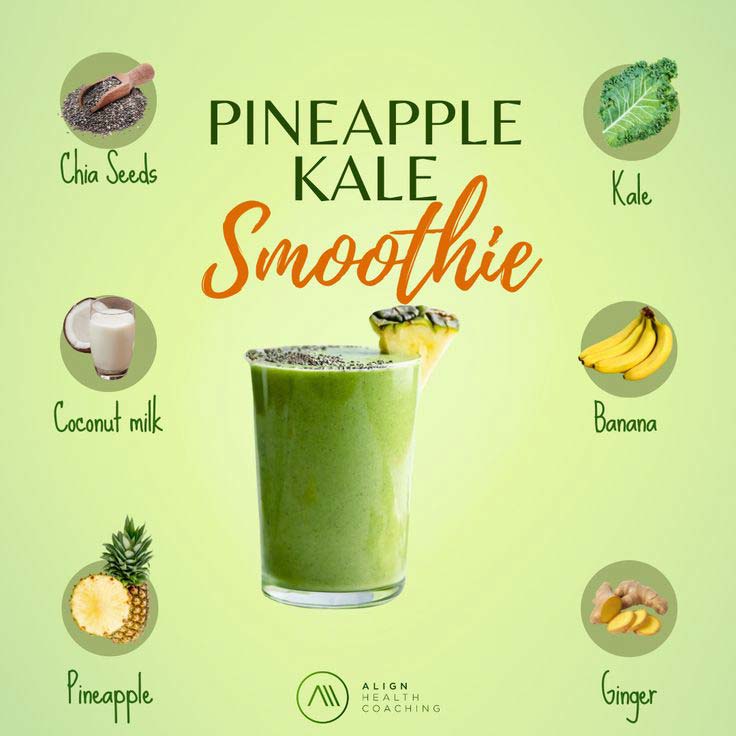 PINEAPPLE
KALE
Smoothie
Chia Seeds
Kale
Coconut milk
Banana
Pineapple
Ginger
ALIGN
HEALTH
COACHING